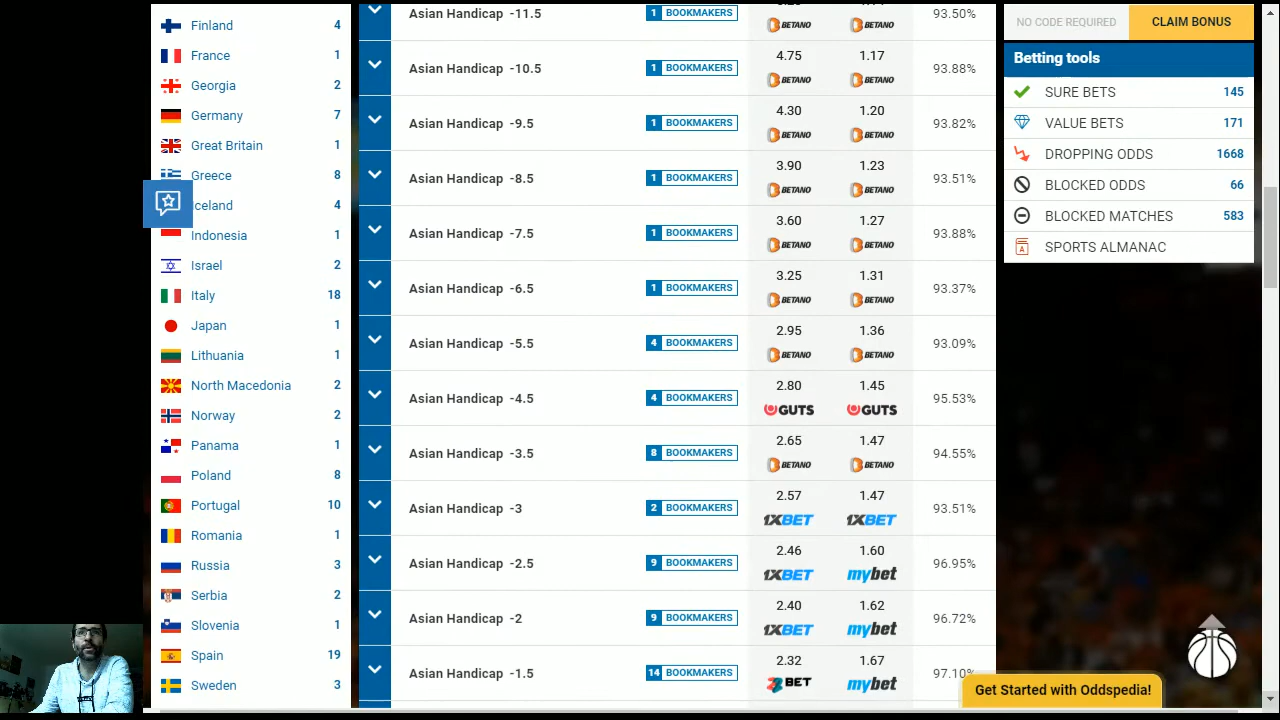 Finland 4
France 1
Georgia 2
Germany 7
Great Britain 1
Greece 8
Iceland 4
Indonesia 1
Israel 2
Italy 18
Japan 1
Lithuania 1
North Macedonia 2
Norway 2
Panama 1
Poland 8
Portugal 10
Romania 1
Russia 3
Serbia 2
Slovenia 1
Spain 19
Sweden 3
Asian Handicap -11.5 1 BOOKMAKERS 93.50%
BETANO BETANO
Asian Handicap -10.5 1 BOOKMAKERS 4.75 1.17 93.88%
BETANO BETANO
Asian Handicap -9.5 1 BOOKMAKERS 4.30 1.20 93.82%
BETANO BETANO
Asian Handicap -8.5 1 BOOKMAKERS 3.90 1.23 93.51%
BETANO BETANO
Asian Handicap -7.5 1 BOOKMAKERS 3.60 1.27 93.88%
BETANO BETANO
Asian Handicap -6.5 1 BOOKMAKERS 3.25 1.31 93.37%
BETANO BETANO
Asian Handicap -5.5 4 BOOKMAKERS 2.95 1.36 93.09%
BETANO BETANO
Asian Handicap -4.5 4 BOOKMAKERS 2.80 1.45 95.53%
GUTS GUTS
Asian Handicap -3.5 8 BOOKMAKERS 2.65 1.47 94.55%
BETANO BETANO
Asian Handicap -3 2 BOOKMAKERS 2.57 1.47 93.51%
1XBET 1XBET
Asian Handicap -2.5 9 BOOKMAKERS 2.46 1.60 96.95%
1XBET mybet
Asian Handicap -2 9 BOOKMAKERS 2.40 1.62 96.72%
1XBET mybet
Asian Handicap -1.5 14 BOOKMAKERS 2.32 1.67 97.10%
22BET mybet
NO CODE REQUIRED CLAIM BONUS
Betting tools
SURE BETS 145
VALUE BETS 171
DROPPING ODDS 1668
BLOCKED ODDS 66
BLOCKED MATCHES 583
SPORTS ALMANAC
Get Started with Oddspedia!